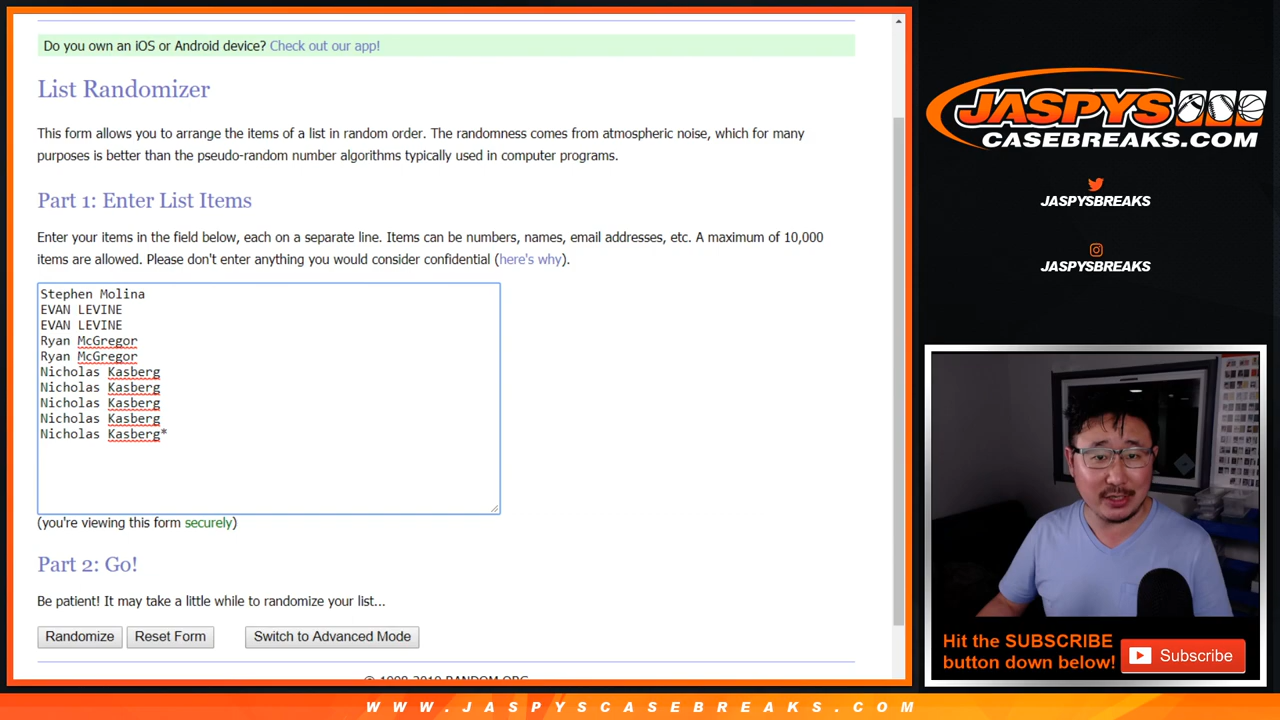 Do you own an iOS or Android device? Check out our app!
List Randomizer
This form allows you to arrange the items of a list in random order. The randomness comes from atmospheric noise, which for many
purposes is better than the pseudo-random number algorithms typically used in computer programs.
Part 1: Enter List Items
Enter your items in the field below, each on a separate line. Items can be numbers, names, email addresses, etc. A maximum of 10,000
items are allowed. Please don't enter anything you would consider confidential (here's why).
Stephen Molina
EVAN LEVINE
EVAN LEVINE
Ryan McGregor
Ryan McGregor
Nicholas Kasberg
Nicholas Kasberg
Nicholas Kasberg
Nicholas Kasberg
Nicholas Kasberg*
(you're viewing this form securely)
Part 2: Go!
Be patient! It may take a little while to randomize your list...
Randomize Reset Form Switch to Advanced Mode
JASPYS
CASEBREAKS.COM
JASPYSBREAKS
JASPYSBREAKS
Hit the SUBSCRIBE
button down below!
Subscribe
WWW.JASPYSCASEBREAKS.COM